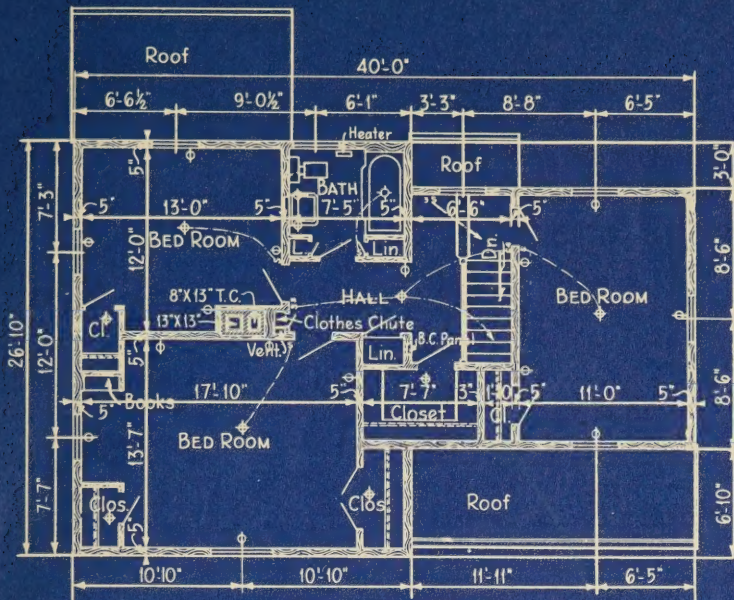 Roof
40'-0"
6'-6½" 9'-0½" 6'-1" 3'-3" 8'-8" 6'-5"
Heater
Roof
3'-0"
5"
7'-3"
BATH
5" 13'-0" 5" 7'-5" 5" 6'-6" 5"
BED ROOM
12'-0"
Lin.
Dn.
8'-6"
26'-10"
12'-0"
8"X13" T.C.
HALL
BED ROOM
13"X13"
Clothes Chute
Cl.
Vent.
Lin.
B.C. Panel
5"
Books
17'-10" 5" 7'-7" 3" 1'-0" 5" 11'-0" 5"
5"
Closet
8'-6"
BED ROOM
13'-7"
7'-7"
Clos.
Clos.
Roof
6'-10"
5"
10'-10" 10'-10" 11'-11" 6'-5"